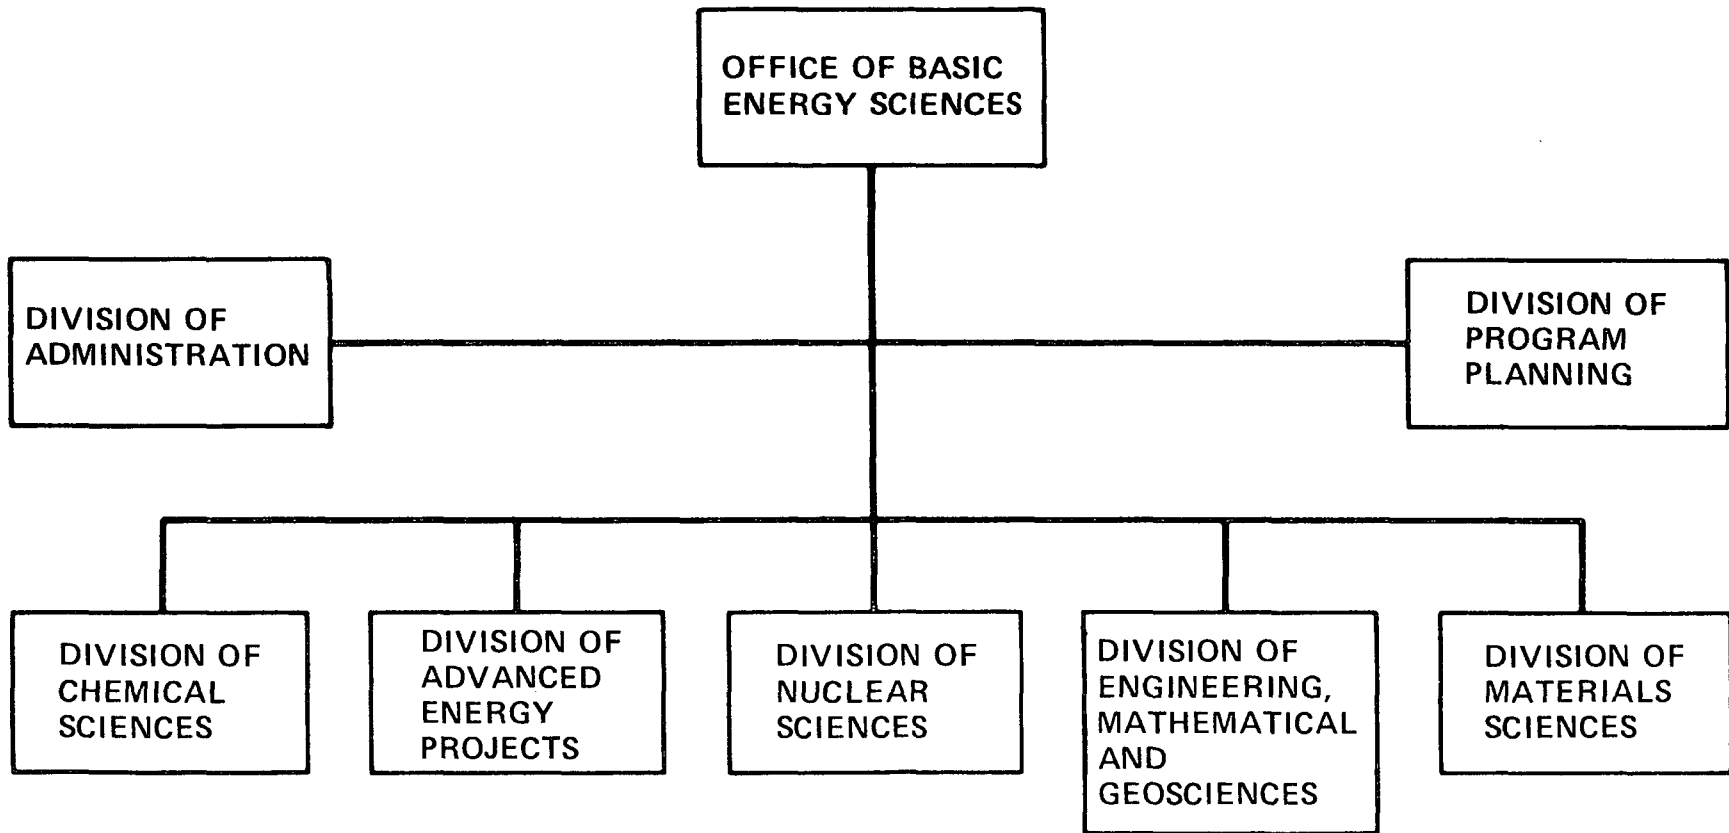 OFFICE OF BASIC
ENERGY SCIENCES
DIVISION OF
ADMINISTRATION
DIVISION OF
PROGRAM
PLANNING
DIVISION OF
CHEMICAL
SCIENCES
DIVISION OF
ADVANCED
ENERGY
PROJECTS
DIVISION OF
NUCLEAR
SCIENCES
DIVISION OF
ENGINEERING,
MATHEMATICAL
AND
GEOSCIENCES
DIVISION OF
MATERIALS
SCIENCES